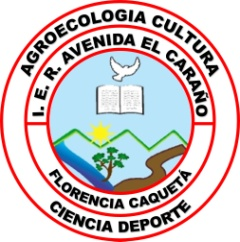 AGROECOLOGIA CULTURA
I. E. R. AVENIDA EL CARAÑO
FLORENCIA CAQUETÁ
CIENCIA DEPORTE